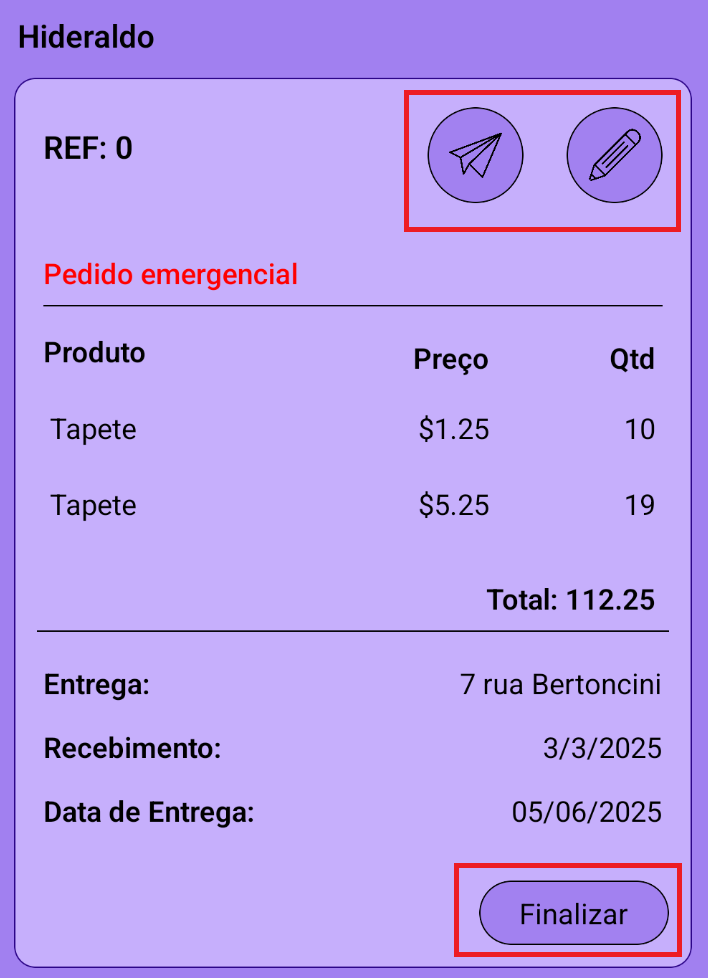 Hideraldo
REF: 0
Pedido emergencial
Produto Preço Qtd
Tapete $1.25 10
Tapete $5.25 19
Total: 112.25
Entrega: 7 rua Bertoncini
Recebimento: 3/3/2025
Data de Entrega: 05/06/2025
Finalizar